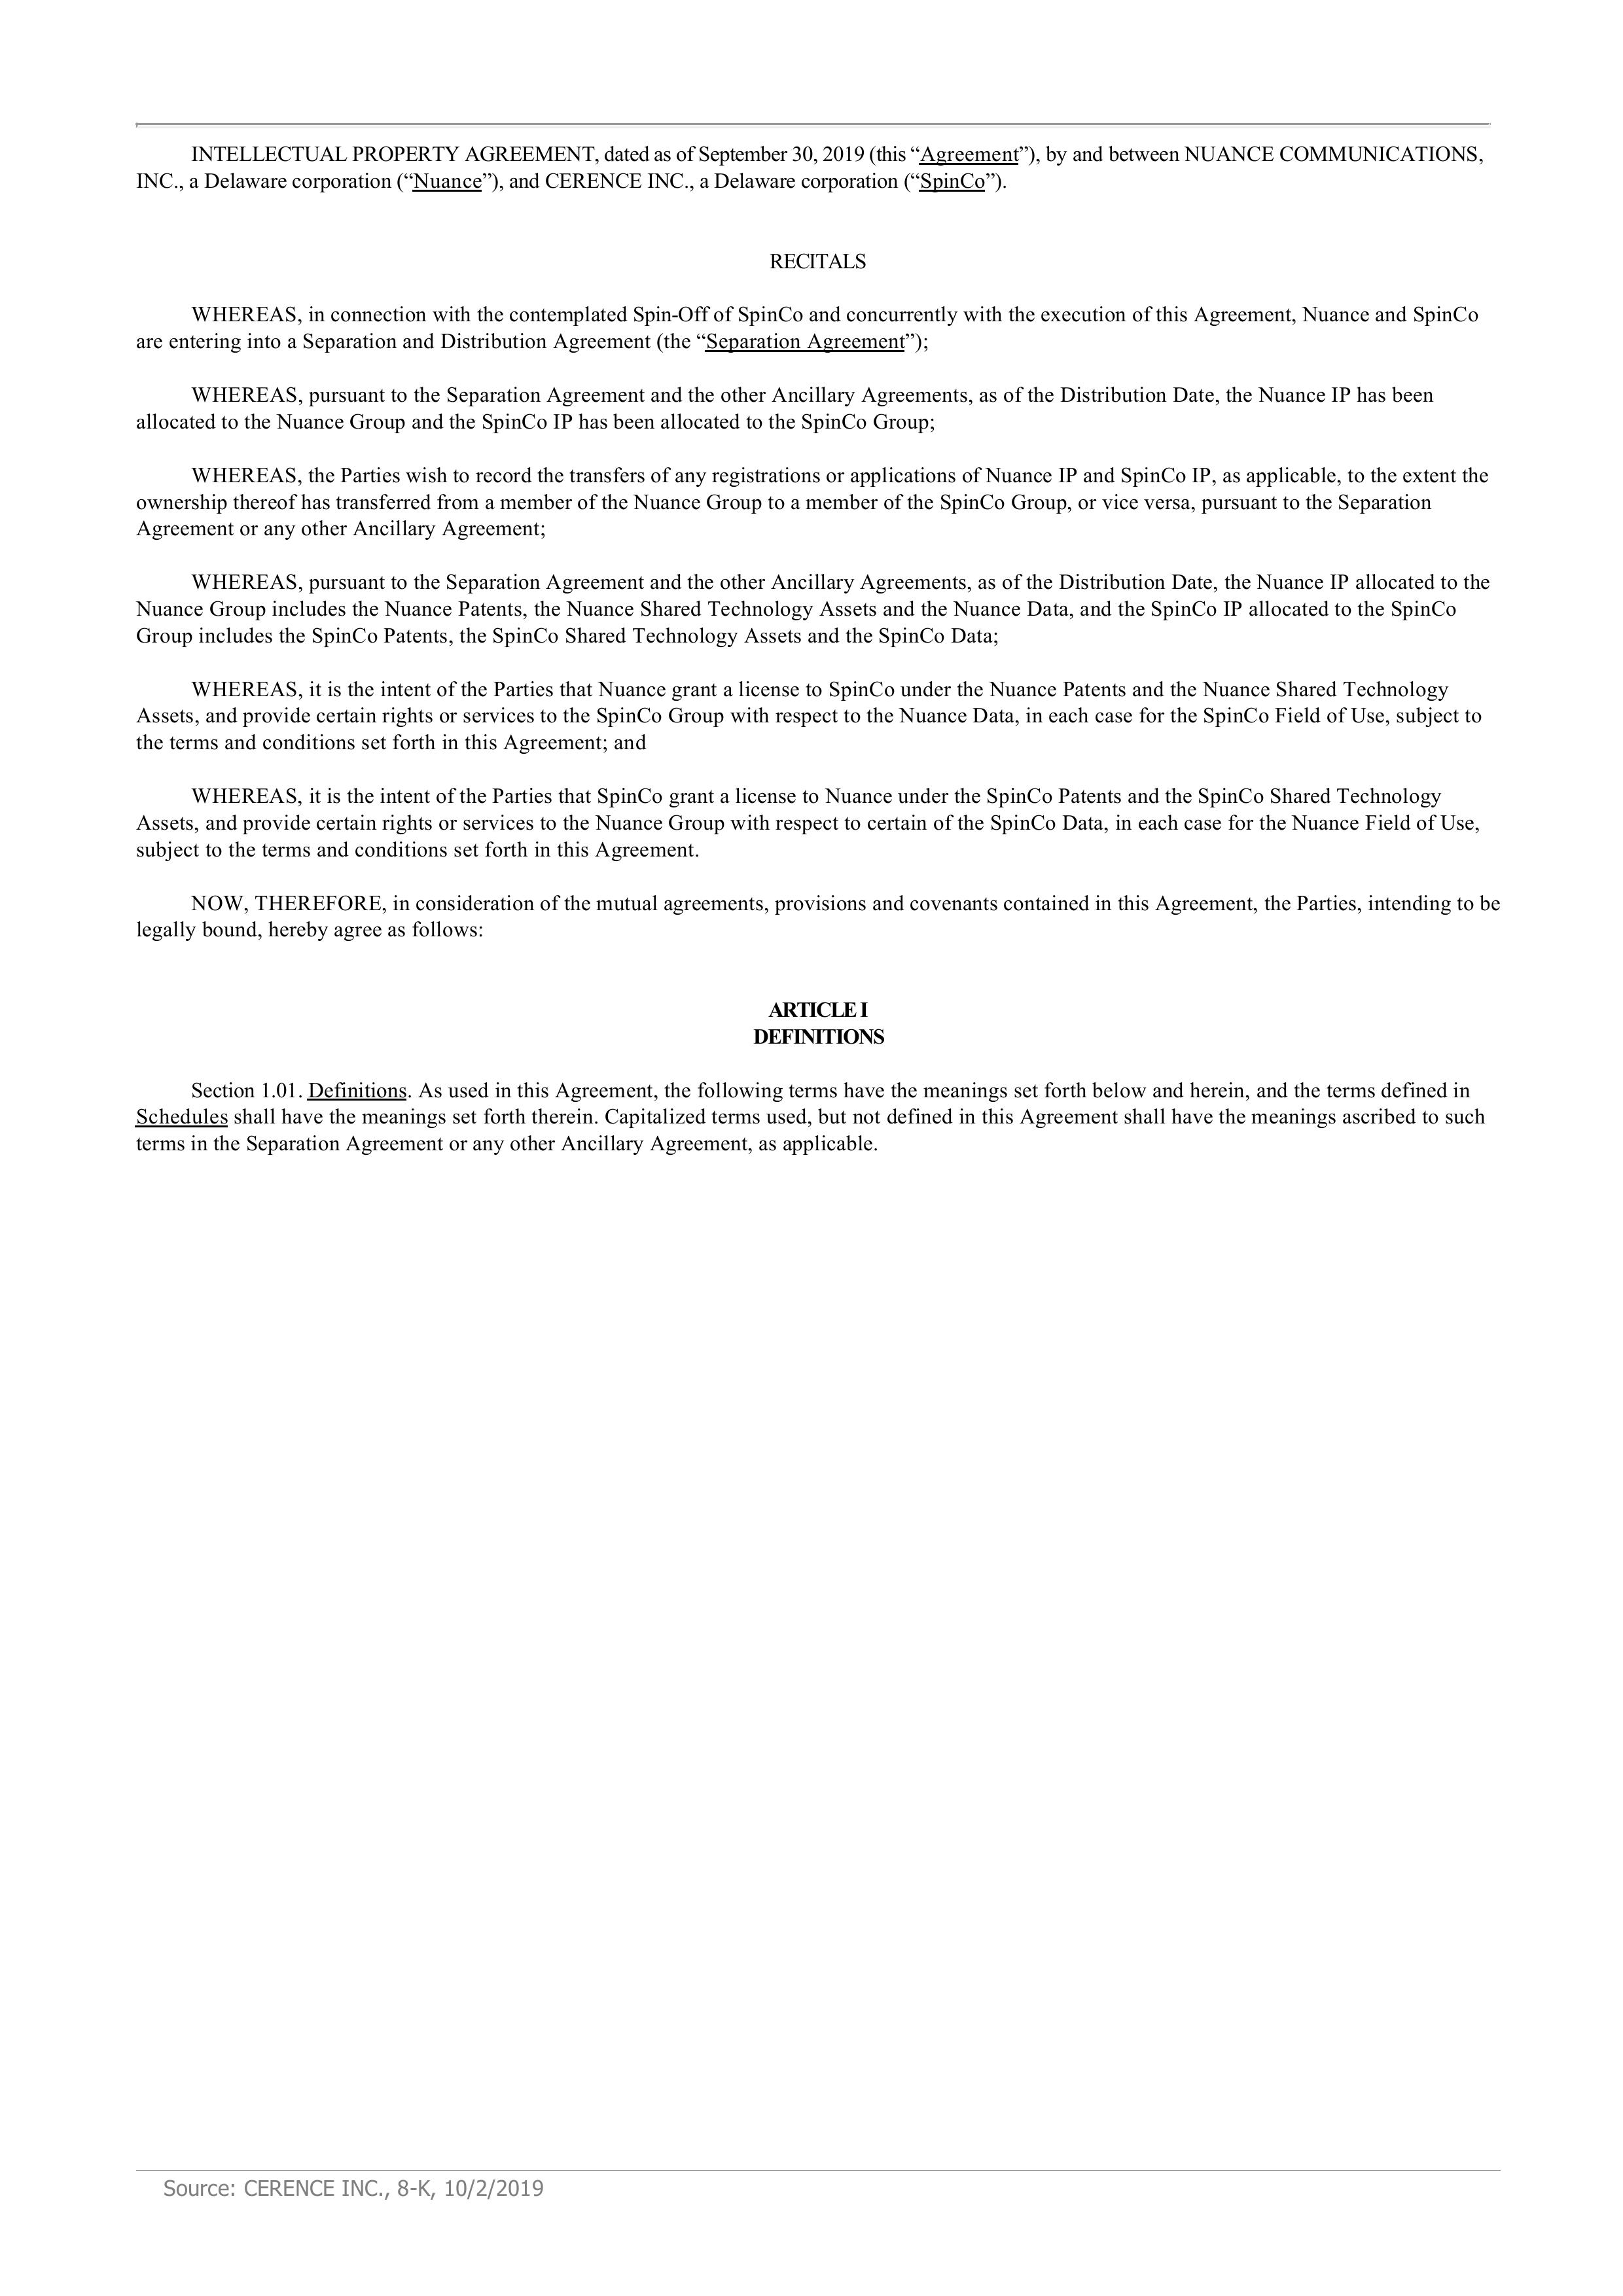 INTELLECTUAL PROPERTY AGREEMENT, dated as of September 30, 2019 (this “Agreement”), by and between NUANCE COMMUNICATIONS,
INC., a Delaware corporation (“Nuance”), and CERENCE INC., a Delaware corporation (“SpinCo”).
RECITALS
WHEREAS, in connection with the contemplated Spin-Off of SpinCo and concurrently with the execution of this Agreement, Nuance and SpinCo
are entering into a Separation and Distribution Agreement (the “Separation Agreement”);
WHEREAS, pursuant to the Separation Agreement and the other Ancillary Agreements, as of the Distribution Date, the Nuance IP has been
allocated to the Nuance Group and the SpinCo IP has been allocated to the SpinCo Group;
WHEREAS, the Parties wish to record the transfers of any registrations or applications of Nuance IP and SpinCo IP, as applicable, to the extent the
ownership thereof has transferred from a member of the Nuance Group to a member of the SpinCo Group, or vice versa, pursuant to the Separation
Agreement or any other Ancillary Agreement;
WHEREAS, pursuant to the Separation Agreement and the other Ancillary Agreements, as of the Distribution Date, the Nuance IP allocated to the
Nuance Group includes the Nuance Patents, the Nuance Shared Technology Assets and the Nuance Data, and the SpinCo IP allocated to the SpinCo
Group includes the SpinCo Patents, the SpinCo Shared Technology Assets and the SpinCo Data;
WHEREAS, it is the intent of the Parties that Nuance grant a license to SpinCo under the Nuance Patents and the Nuance Shared Technology
Assets, and provide certain rights or services to the SpinCo Group with respect to the Nuance Data, in each case for the SpinCo Field of Use, subject to
the terms and conditions set forth in this Agreement; and
WHEREAS, it is the intent of the Parties that SpinCo grant a license to Nuance under the SpinCo Patents and the SpinCo Shared Technology
Assets, and provide certain rights or services to the Nuance Group with respect to certain of the SpinCo Data, in each case for the Nuance Field of Use,
subject to the terms and conditions set forth in this Agreement.
NOW, THEREFORE, in consideration of the mutual agreements, provisions and covenants contained in this Agreement, the Parties, intending to be
legally bound, hereby agree as follows:
ARTICLE I
DEFINITIONS
Section 1.01. Definitions. As used in this Agreement, the following terms have the meanings set forth below and herein, and the terms defined in
Schedules shall have the meanings set forth therein. Capitalized terms used, but not defined in this Agreement shall have the meanings ascribed to such
terms in the Separation Agreement or any other Ancillary Agreement, as applicable.
Source: CERENCE INC., 8-K, 10/2/2019